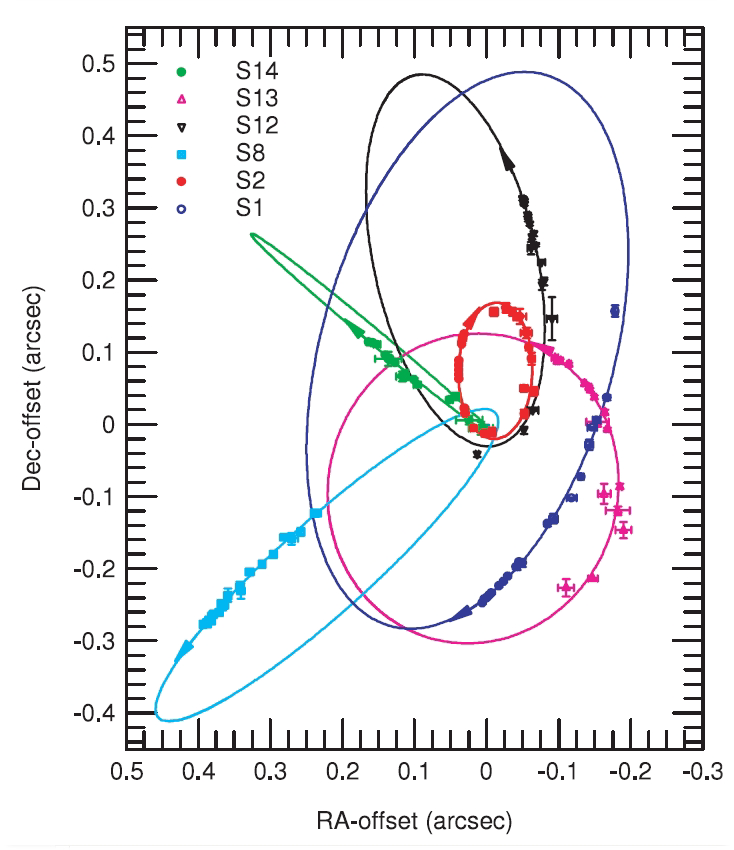 S14
S13
S12
S8
S2
S1
0.5
0.4
0.3
0.2
0.1
0
-0.1
-0.2
-0.3
-0.4
Dec-offset (arcsec)
0.5 0.4 0.3 0.2 0.1 0 -0.1 -0.2 -0.3
RA-offset (arcsec)